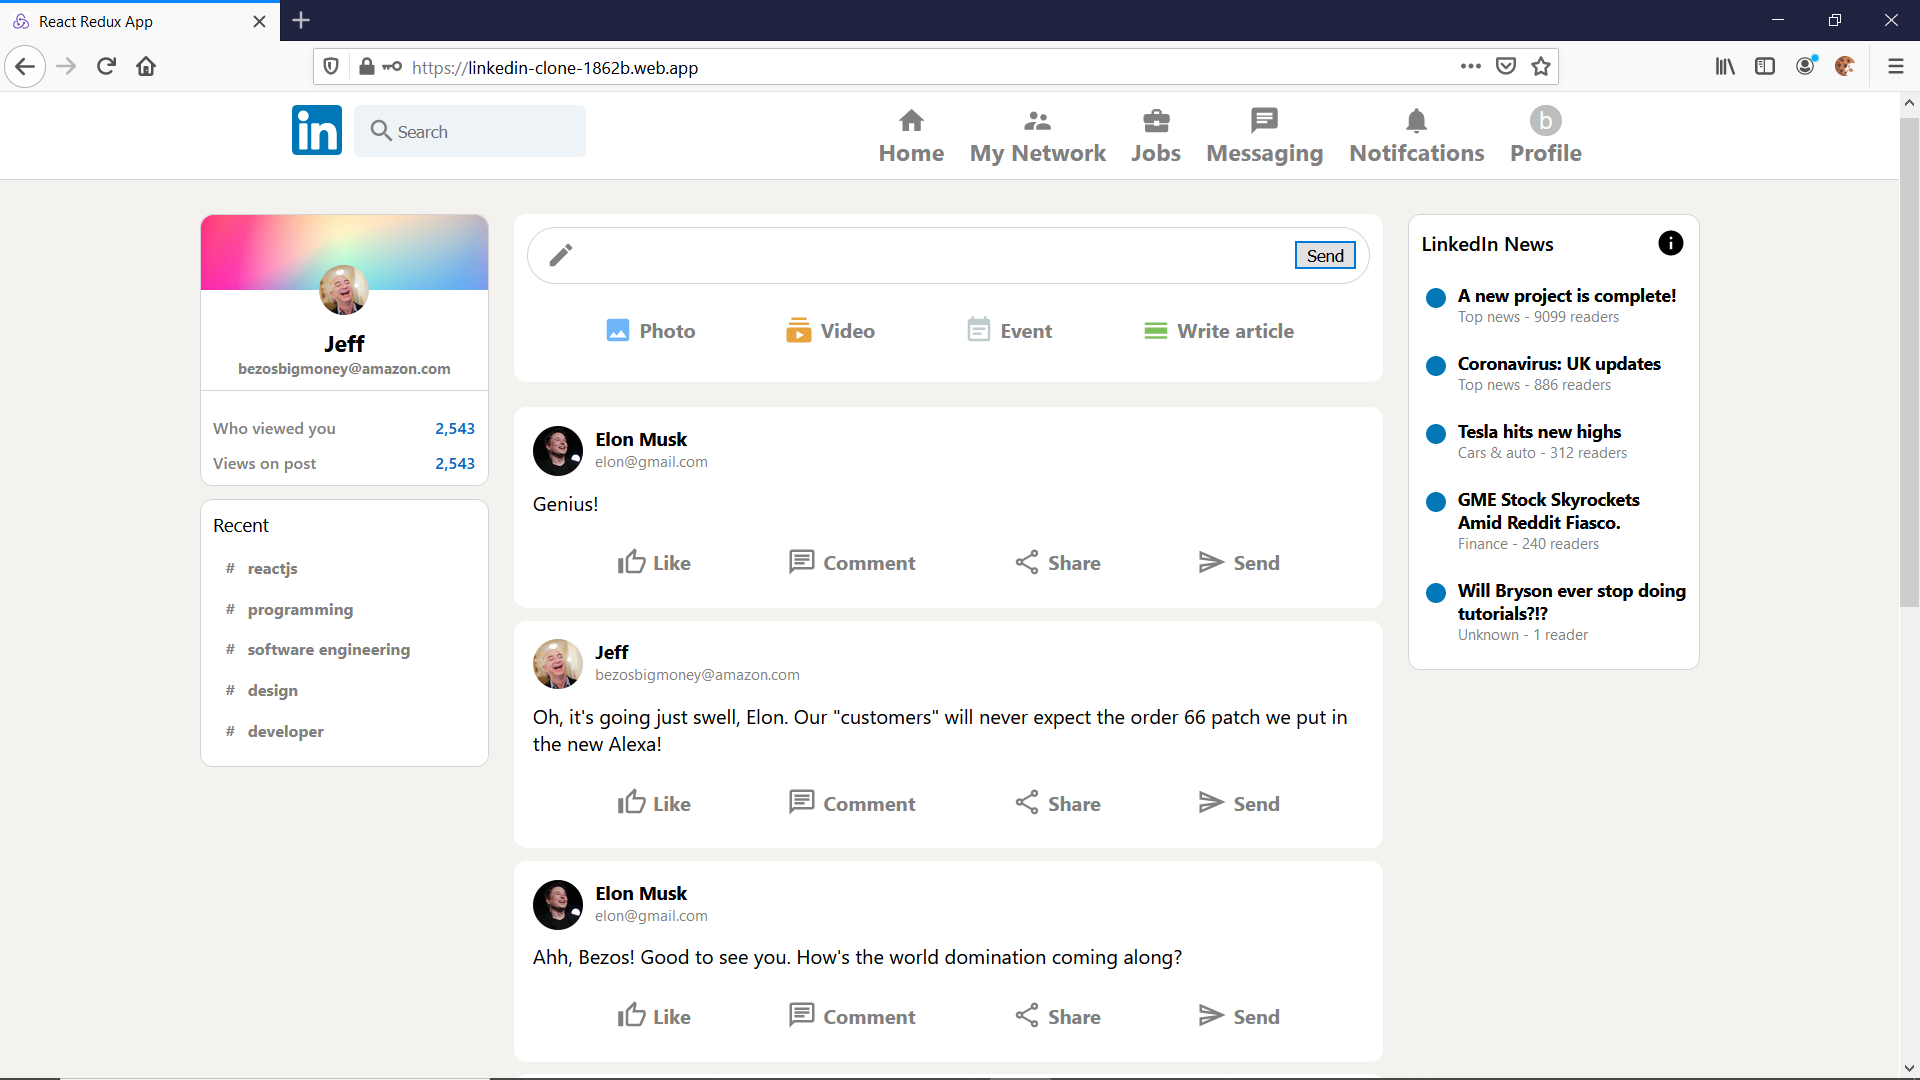 React Redux App
https://linkedin-clone-1862b.web.app
in
Search
Home
My Network
Jobs
Messaging
Notifcations
b
Profile
Jeff
bezosbigmoney@amazon.com
Who viewed you 2,543
Views on post 2,543
Recent
# reactjs
# programming
# software engineering
# design
# developer
Send
Photo
Video
Event
Write article
Elon Musk
elon@gmail.com
Genius!
Like
Comment
Share
Send
Jeff
bezosbigmoney@amazon.com
Oh, it's going just swell, Elon. Our "customers" will never expect the order 66 patch we put in
the new Alexa!
Like
Comment
Share
Send
Elon Musk
elon@gmail.com
Ahh, Bezos! Good to see you. How's the world domination coming along?
Like
Comment
Share
Send
LinkedIn News
A new project is complete!
Top news - 9099 readers
Coronavirus: UK updates
Top news - 886 readers
Tesla hits new highs
Cars & auto - 312 readers
GME Stock Skyrockets
Amid Reddit Fiasco.
Finance - 240 readers
Will Bryson ever stop doing
tutorials?!?
Unknown - 1 reader